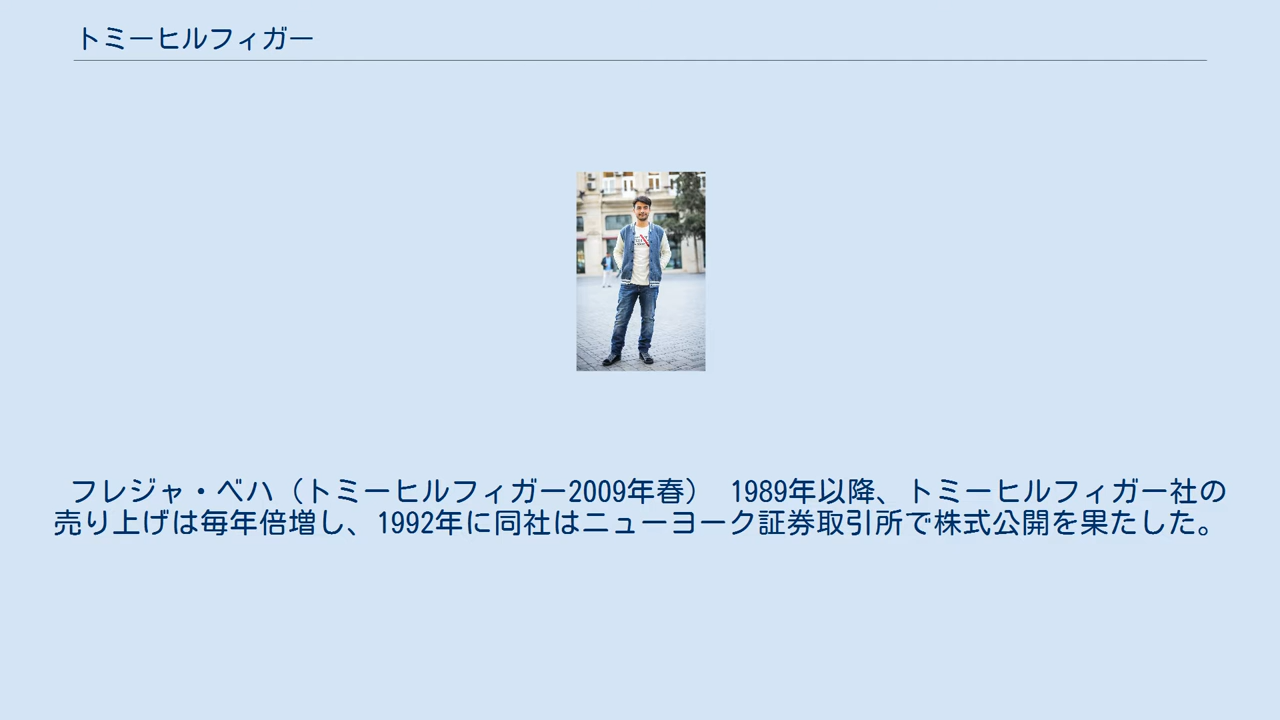 トミーヒルフィガー
フレジャ・ベハ（トミーヒルフィガー2009年春） 1989年以降、トミーヒルフィガー社の
売り上げは毎年倍増し、1992年に同社はニューヨーク証券取引所で株式公開を果たした。